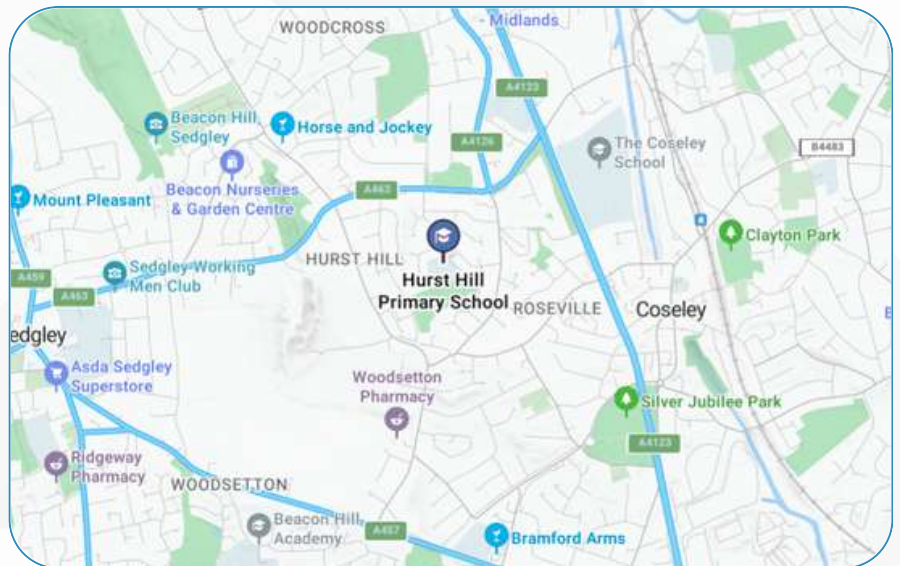 WOODCROSS
- Midlands
A4123
Beacon Hill,
Sedgley
Horse and Jockey
A4126
The Coseley
School
B4483
Beacon Nurseries
& Garden Centre
A463
Mount Pleasant
Clayton Park
HURST HILL
Hurst Hill
Primary School
Sedgley Working
Men Club
A459
A463
ROSEVILLE
Coseley
edgley
Asda Sedgley
Superstore
Woodsetton
Pharmacy
Silver Jubilee Park
A4123
Ridgeway
Pharmacy
WOODSETTON
Beacon Hill
Academy
A457
Bramford Arms